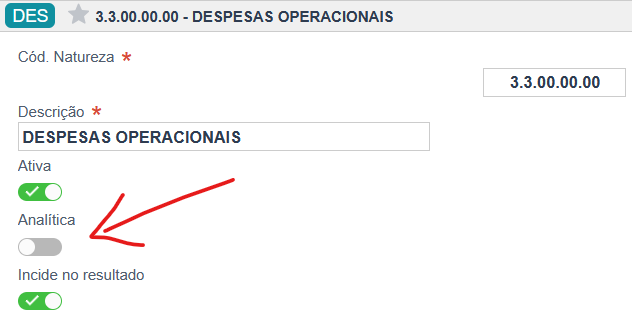 DES 3.3.00.00.00 - DESPESAS OPERACIONAIS
Cód. Natureza *
3.3.00.00.00
Descrição *
DESPESAS OPERACIONAIS
Ativa
Analítica
Incide no resultado